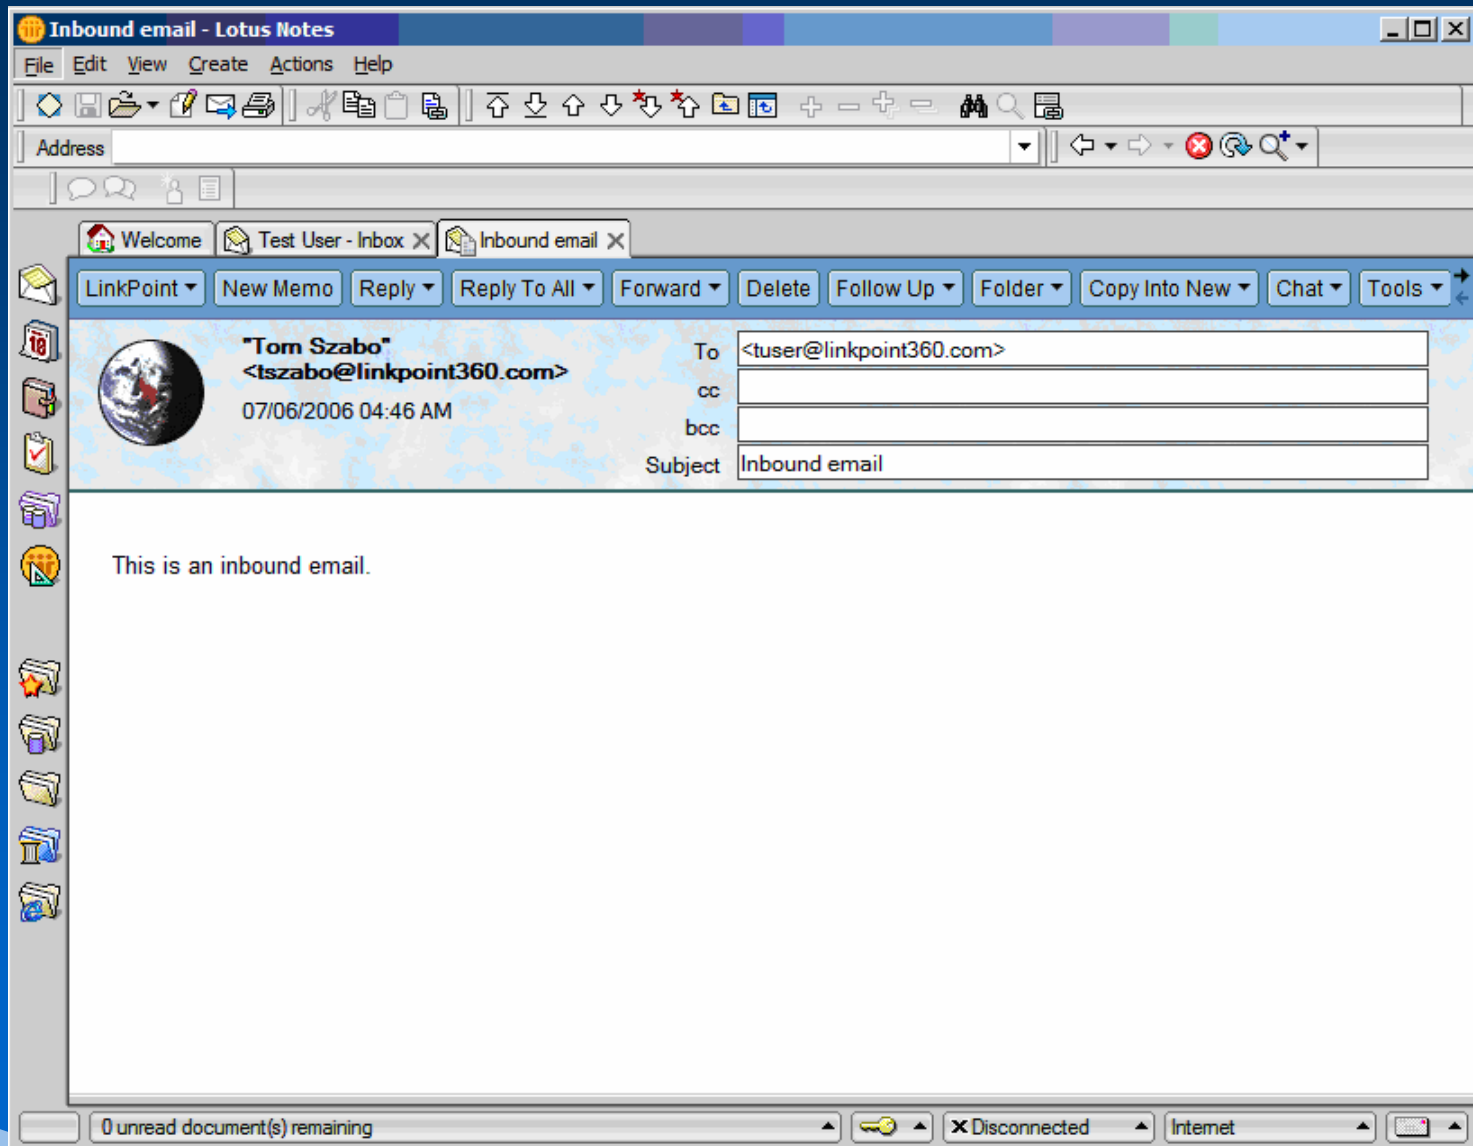 Inbound email - Lotus Notes
File Edit View Create Actions Help
Address
Welcome Test User - Inbox Inbound email
LinkPoint New Memo Reply Reply To All Forward Delete Follow Up Folder Copy Into New Chat Tools
"Tom Szabo"
<tszabo@linkpoint360.com>
07/06/2006 04:46 AM
To <tuser@linkpoint360.com>
cc
bcc
Subject Inbound email
This is an inbound email.
0 unread document(s) remaining Disconnected Internet